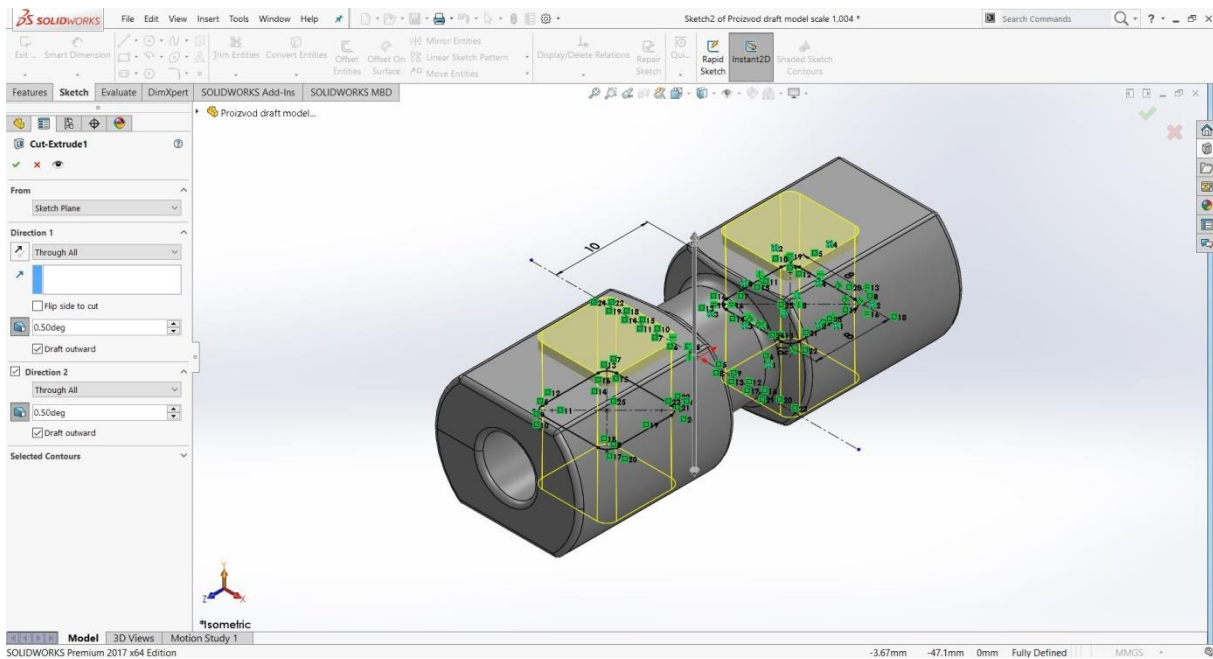 SOLIDWORKS File Edit View Insert Tools Window Help Sketch2 of Proizvod draft model scale 1,004 * Search Commands
Exit ... Smart Dimension Trim Entities Convert Entities Offset Entities Offset On Surface Mirror Entities Linear Sketch Pattern Move Entities Display/Delete Relations Repair Sketch Qui... Rapid Sketch Instant2D Shaded Sketch Contours
Features Sketch Evaluate DimXpert SOLIDWORKS Add-Ins SOLIDWORKS MBD
Proizvod draft model...
Cut-Extrude1
From
Sketch Plane
Direction 1
Through All
Flip side to cut
0.50deg
Draft outward
Direction 2
Through All
0.50deg
Draft outward
Selected Contours
10
8
8
Y
Z X
*Isometric
Model 3D Views Motion Study 1
SOLIDWORKS Premium 2017 x64 Edition -3.67mm -47.1mm 0mm Fully Defined MMGS